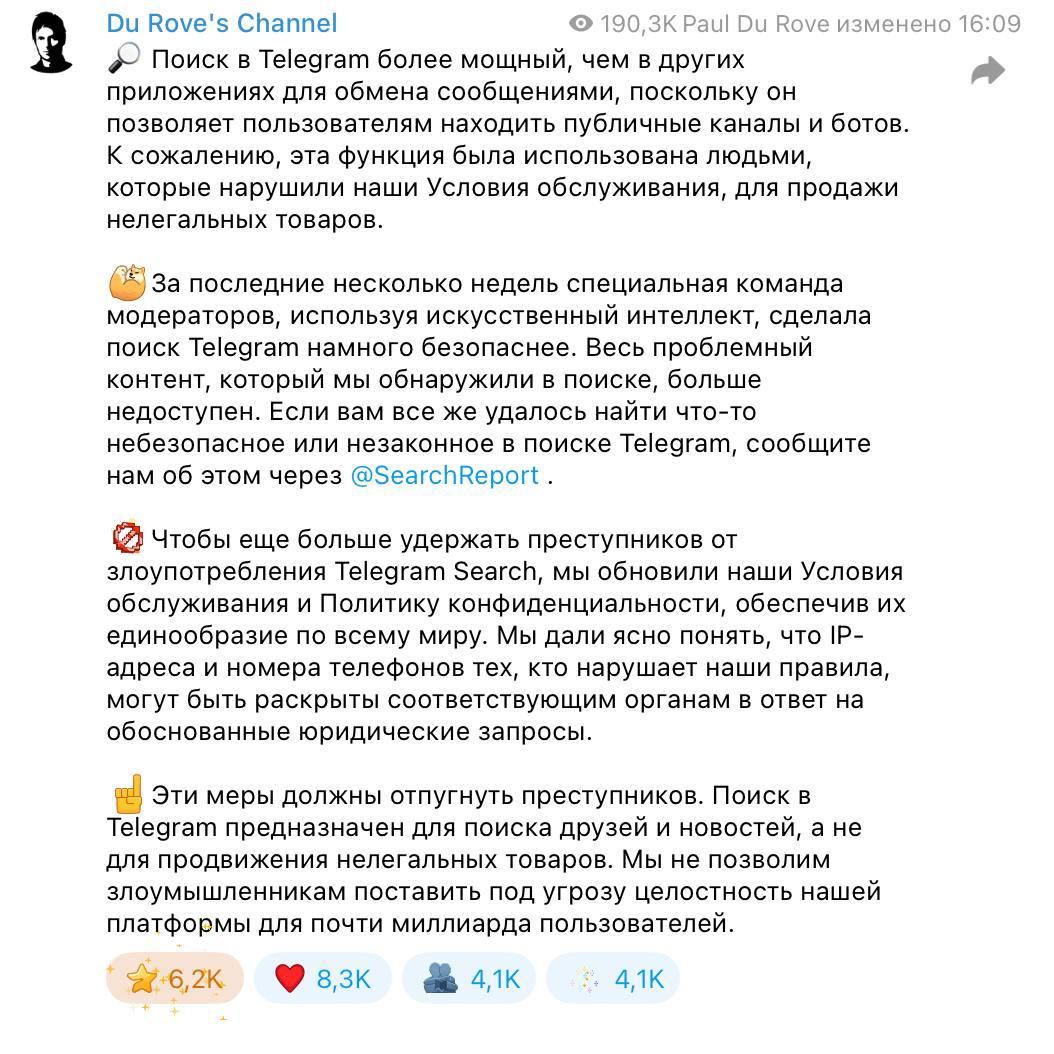 Du Rove's Channel 190,3K Paul Du Rove изменено 16:09
Поиск в Telegram более мощный, чем в других
приложениях для обмена сообщениями, поскольку он
позволяет пользователям находить публичные каналы и ботов.
К сожалению, эта функция была использована людьми,
которые нарушили наши Условия обслуживания, для продажи
нелегальных товаров.
За последние несколько недель специальная команда
модераторов, используя искусственный интеллект, сделала
поиск Telegram намного безопаснее. Весь проблемный
контент, который мы обнаружили в поиске, больше
недоступен. Если вам все же удалось найти что-то
небезопасное или незаконное в поиске Telegram, сообщите
нам об этом через @SearchReport .
Чтобы еще больше удержать преступников от
злоупотребления Telegram Search, мы обновили наши Условия
обслуживания и Политику конфиденциальности, обеспечив их
единообразие по всему миру. Мы дали ясно понять, что IP-
адреса и номера телефонов тех, кто нарушает наши правила,
могут быть раскрыты соответствующим органам в ответ на
обоснованные юридические запросы.
Эти меры должны отпугнуть преступников. Поиск в
Telegram предназначен для поиска друзей и новостей, а не
для продвижения нелегальных товаров. Мы не позволим
злоумышленникам поставить под угрозу целостность нашей
платформы для почти миллиарда пользователей.
6,2K 8,3K 4,1K 4,1K